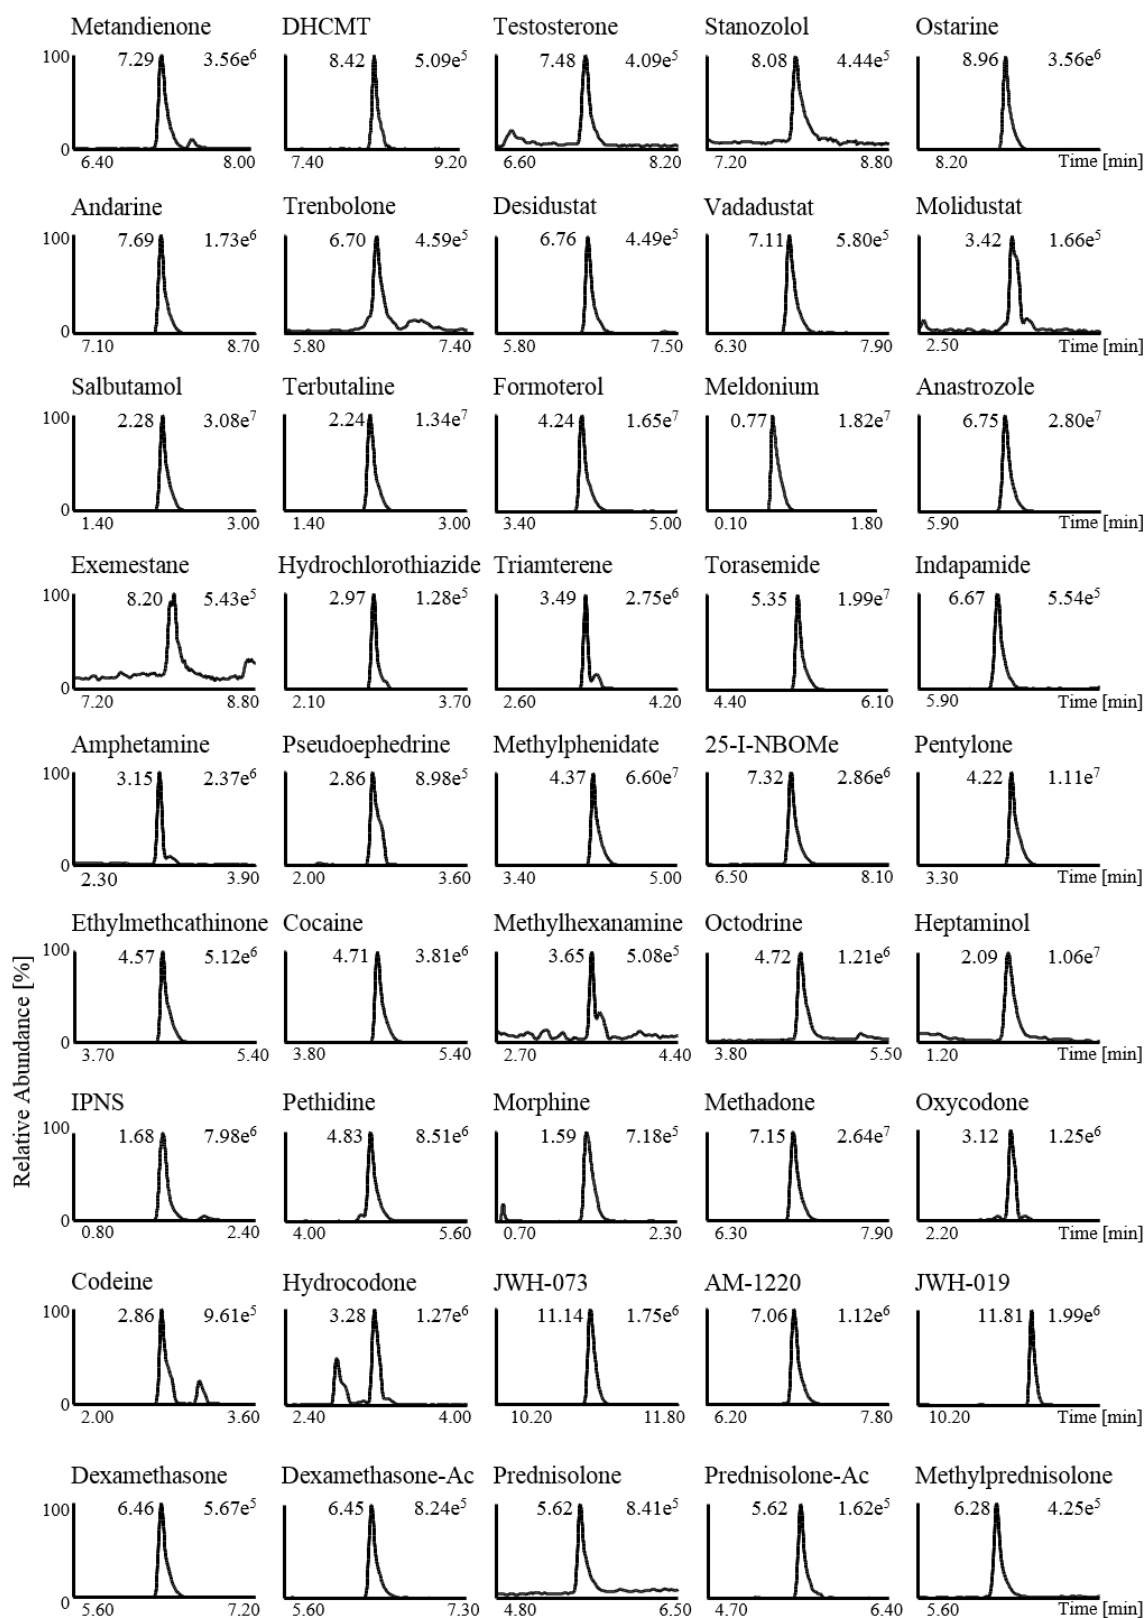 Metandienone DHCMT Testosterone Stanozolol Ostarine
100 7.29 3.56e⁶ 8.42 5.09e⁵ 7.48 4.09e⁵ 8.08 4.44e⁵ 8.96 3.56e⁶
0 6.40 8.00 7.40 9.20 6.60 8.20 7.20 8.80 8.20 Time [min]
Andarine Trenbolone Desidustat Vadadustat Molidustat
100 7.69 1.73e⁶ 6.70 4.59e⁵ 6.76 4.49e⁵ 7.11 5.80e⁵ 3.42 1.66e⁵
0 7.10 8.70 5.80 7.40 5.80 7.50 6.30 7.90 2.50 Time [min]
Salbutamol Terbutaline Formoterol Meldonium Anastrozole
100 2.28 3.08e⁷ 2.24 1.34e⁷ 4.24 1.65e⁷ 0.77 1.82e⁷ 6.75 2.80e⁷
0 1.40 3.00 1.40 3.00 3.40 5.00 0.10 1.80 5.90 Time [min]
Exemestane Hydrochlorothiazide Triamterene Torasemide Indapamide
100 8.20 5.43e⁵ 2.97 1.28e⁵ 3.49 2.75e⁶ 5.35 1.99e⁷ 6.67 5.54e⁵
0 7.20 8.80 2.10 3.70 2.60 4.20 4.40 6.10 5.90 Time [min]
Amphetamine Pseudoephedrine Methylphenidate 25-I-NBOMe Pentylone
100 3.15 2.37e⁶ 2.86 8.98e⁵ 4.37 6.60e⁷ 7.32 2.86e⁶ 4.22 1.11e⁷
0 2.30 3.90 2.00 3.60 3.40 5.00 6.50 8.10 3.30 Time [min]
Ethylmethcathinone Cocaine Methylhexanamine Octodrine Heptaminol
100 4.57 5.12e⁶ 4.71 3.81e⁶ 3.65 5.08e⁵ 4.72 1.21e⁶ 2.09 1.06e⁷
0 3.70 5.40 3.80 5.40 2.70 4.40 3.80 5.50 1.20 Time [min]
Relative Abundance [%]
IPNS Pethidine Morphine Methadone Oxycodone
100 1.68 7.98e⁶ 4.83 8.51e⁶ 1.59 7.18e⁵ 7.15 2.64e⁷ 3.12 1.25e⁶
0 0.80 2.40 4.00 5.60 0.70 2.30 6.30 7.90 2.20 Time [min]
Codeine Hydrocodone JWH-073 AM-1220 JWH-019
100 2.86 9.61e⁵ 3.28 1.27e⁶ 11.14 1.75e⁶ 7.06 1.12e⁶ 11.81 1.99e⁶
0 2.00 3.60 2.40 4.00 10.20 11.80 6.20 7.80 10.20 Time [min]
Dexamethasone Dexamethasone-Ac Prednisolone Prednisolone-Ac Methylprednisolone
100 6.46 5.67e⁵ 6.45 8.24e⁵ 5.62 8.41e⁵ 5.62 1.62e⁵ 6.28 4.25e⁵
0 5.60 7.20 5.60 7.30 4.80 6.50 4.70 6.40 5.60 Time [min]